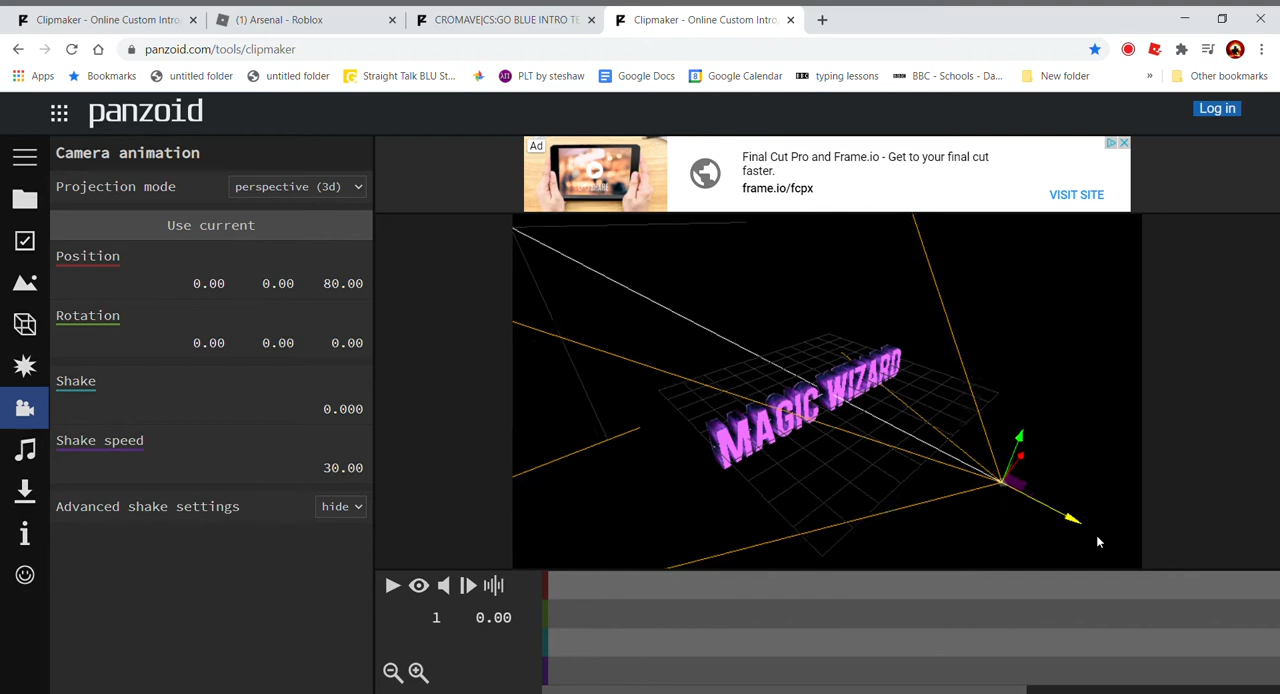 Clipmaker - Online Custom Intro
(1) Arsenal - Roblox
CROMAVE|CS:GO BLUE INTRO TE
Clipmaker - Online Custom Intro
panzoid.com/tools/clipmaker
Apps Bookmarks untitled folder untitled folder Straight Talk BLU St... PLT by steshaw Google Docs Google Calendar typing lessons BBC - Schools - Da... New folder » Other bookmarks
panzoid
Log in
Camera animation
Projection mode perspective (3d)
Use current
Position
0.00 0.00 80.00
Rotation
0.00 0.00 0.00
Shake
0.000
Shake speed
30.00
Advanced shake settings hide
Ad
Final Cut Pro and Frame.io - Get to your final cut
faster.
frame.io/fcpx
VISIT SITE
MAGIC WIZARD
1 0.00